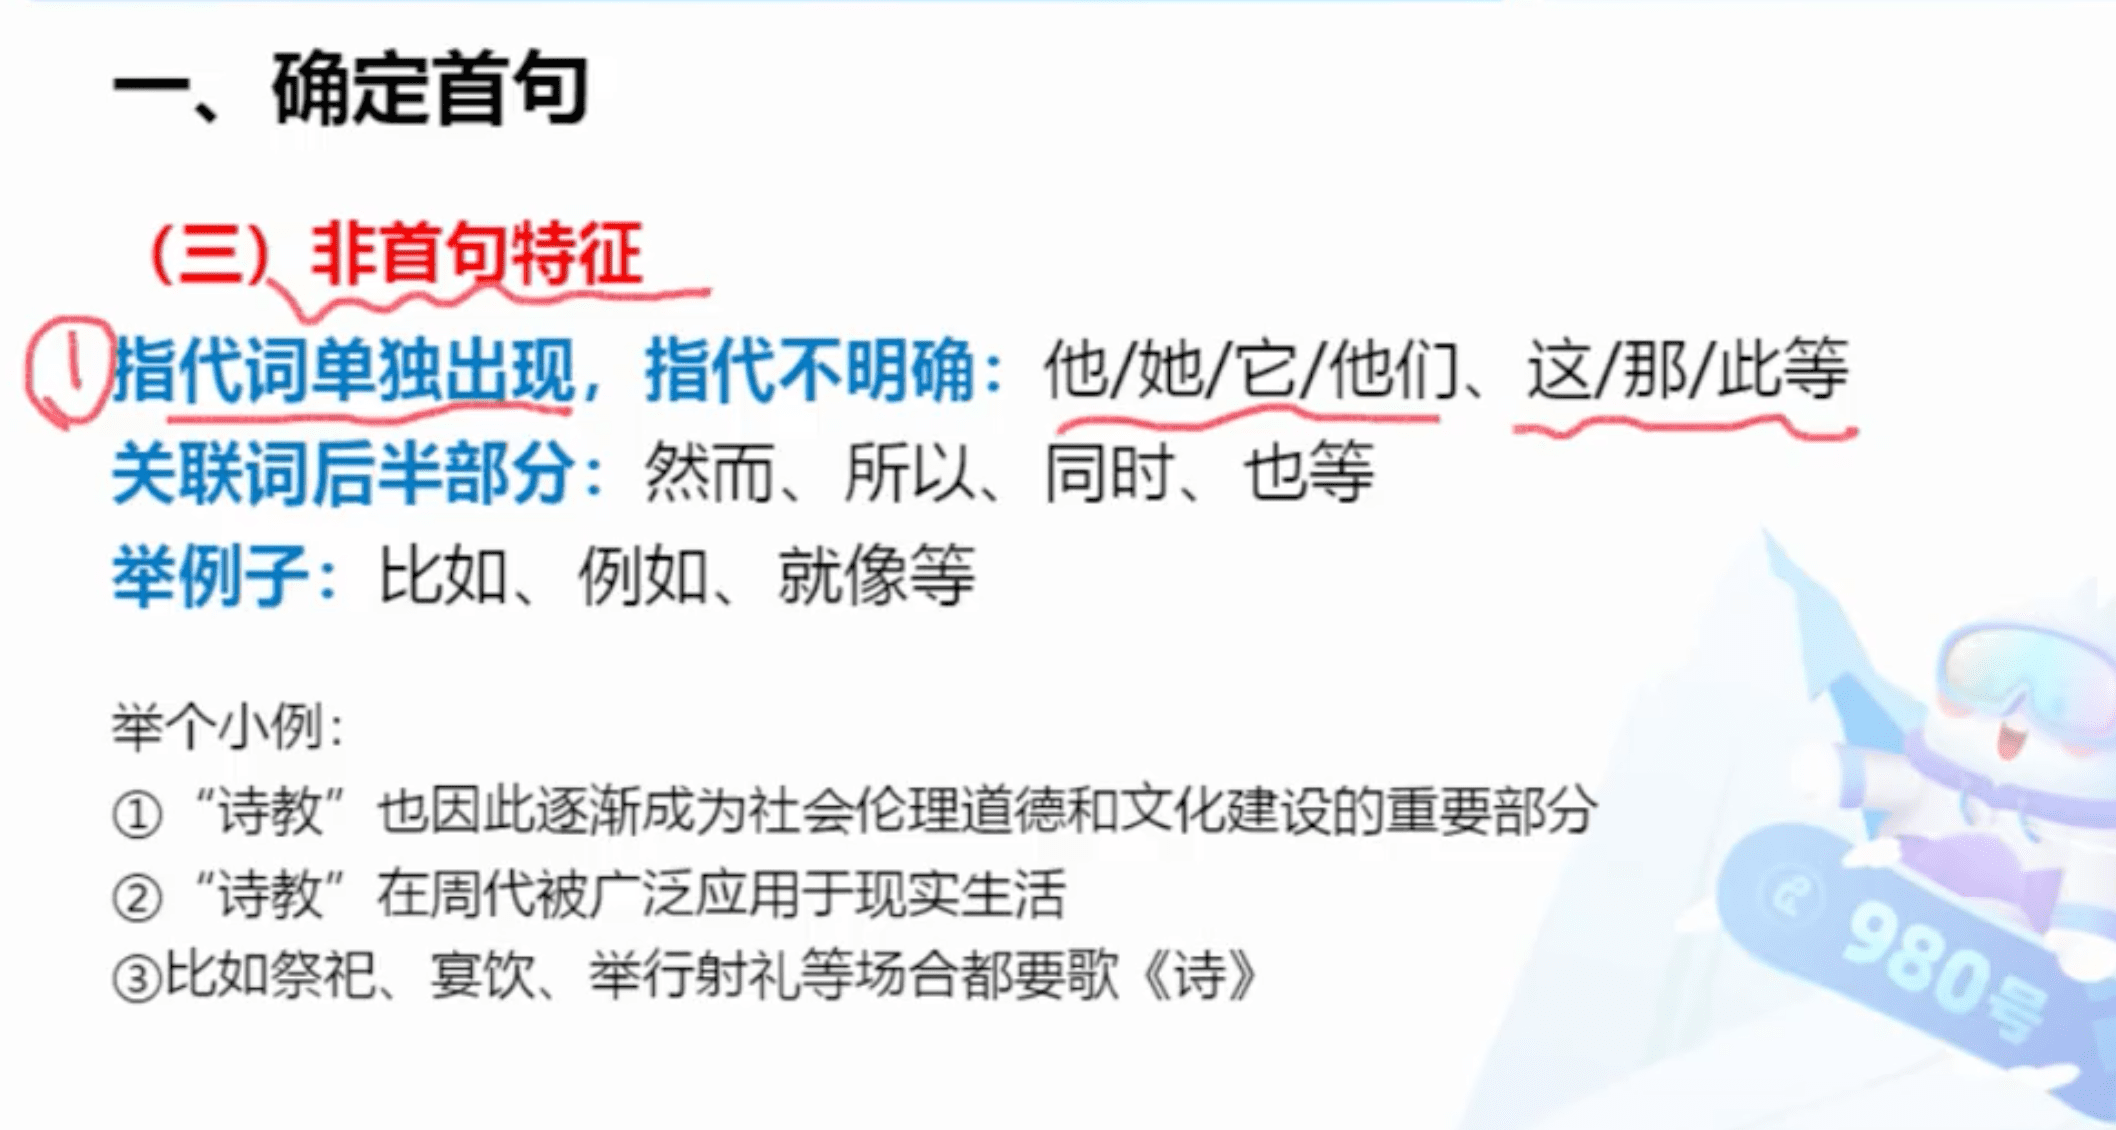 一、确定首句
（三）非首句特征
①指代词单独出现，指代不明确：他/她/它/他们、这/那/此等
关联词后半部分：然而、所以、同时、也等
举例子：比如、例如、就像等
举个小例：
①“诗教”也因此逐渐成为社会伦理道德和文化建设的重要部分
②“诗教”在周代被广泛应用于现实生活
③比如祭祀、宴饮、举行射礼等场合都要歌《诗》
980号